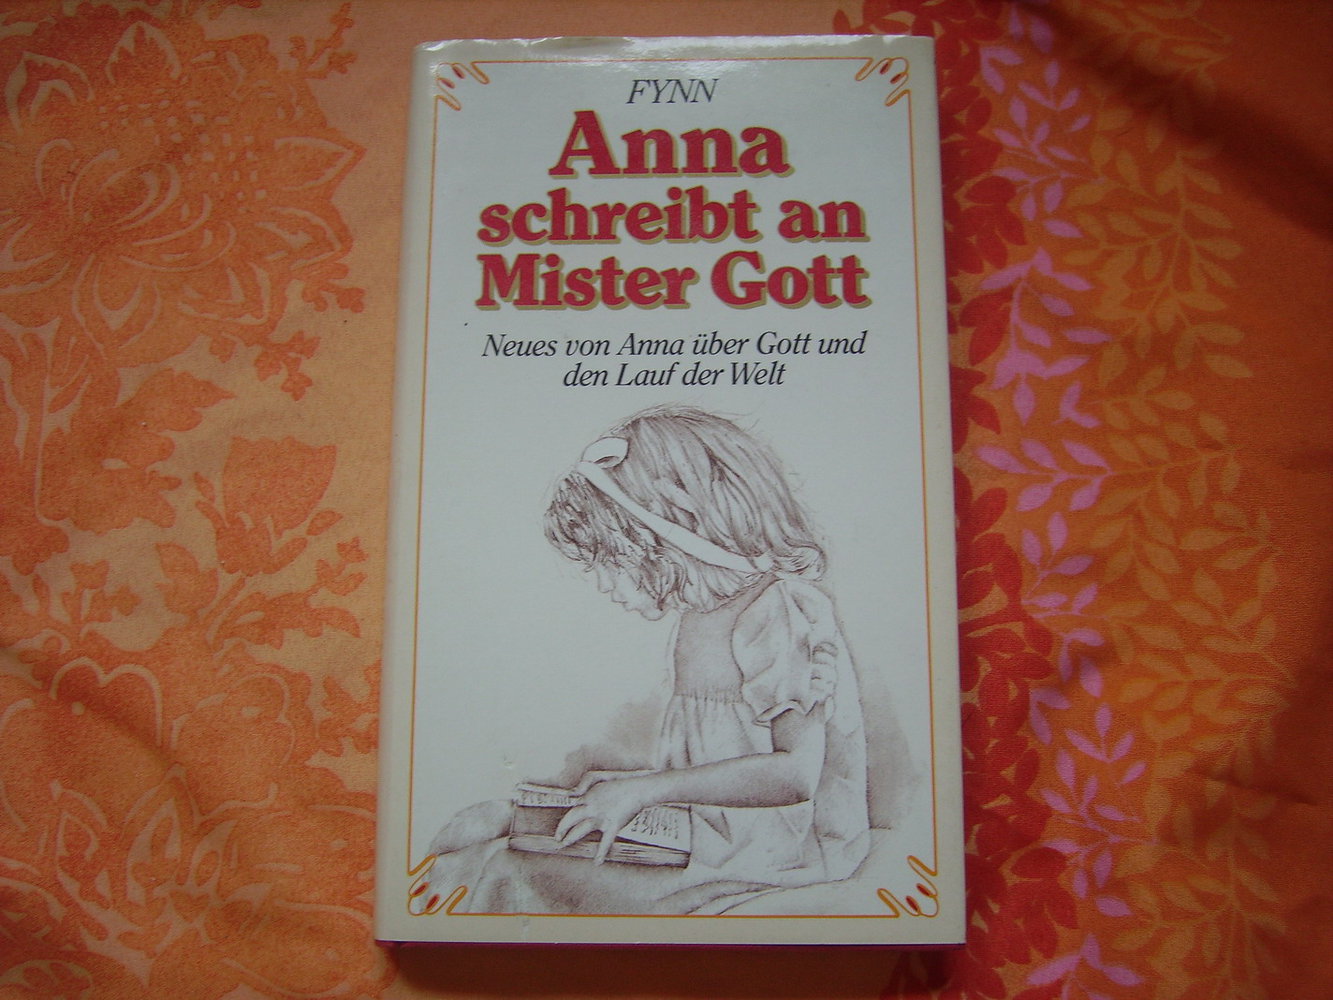 FYNN
Anna
schreibt an
Mister Gott
Neues von Anna über Gott und
den Lauf der Welt